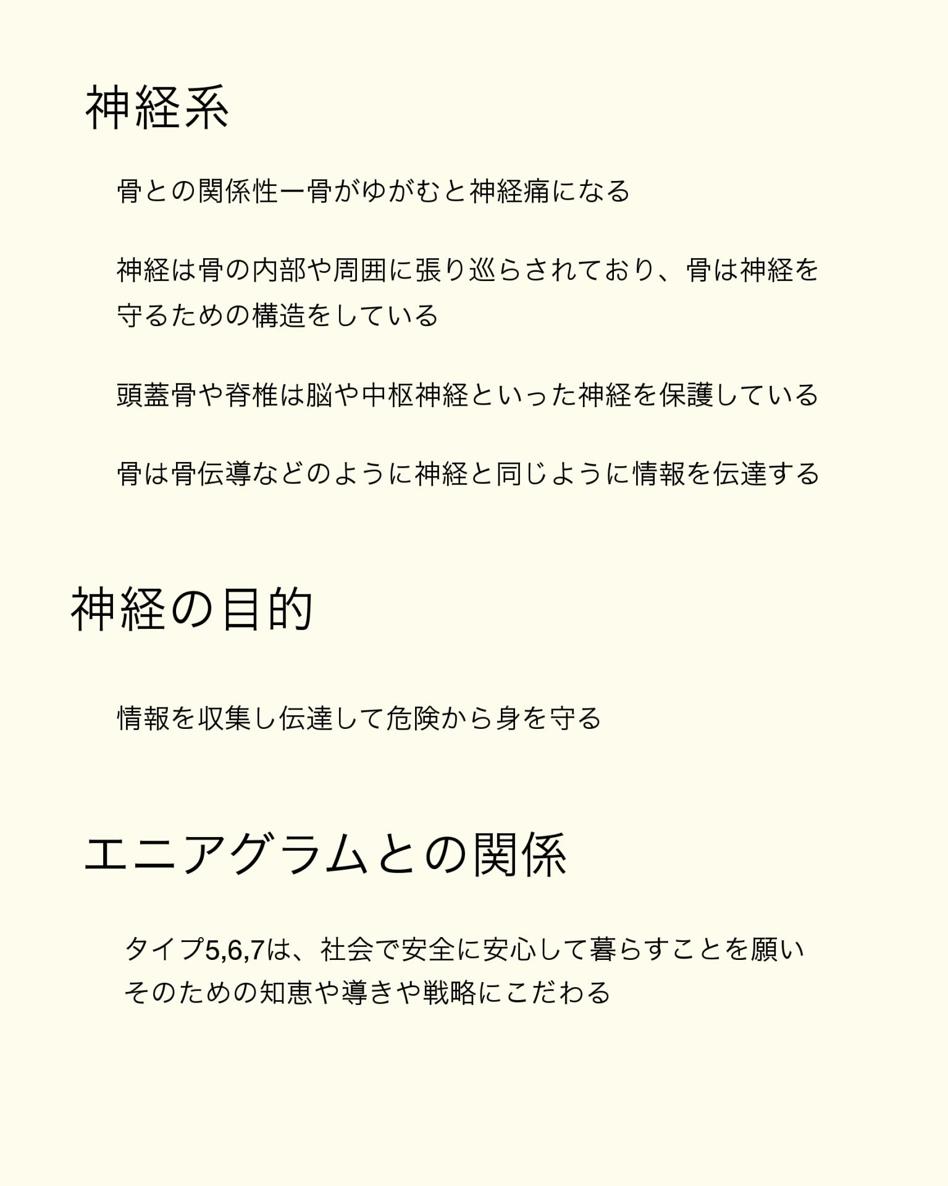 神経系
骨との関係性ー骨がゆがむと神経痛になる
神経は骨の内部や周囲に張り巡らされており、骨は神経を
守るための構造をしている
頭蓋骨や脊椎は脳や中枢神経といった神経を保護している
骨は骨伝導などのように神経と同じように情報を伝達する
神経の目的
情報を収集し伝達して危険から身を守る
エニアグラムとの関係
タイプ5,6,7は、社会で安全に安心して暮らすことを願い
そのための知恵や導きや戦略にこだわる